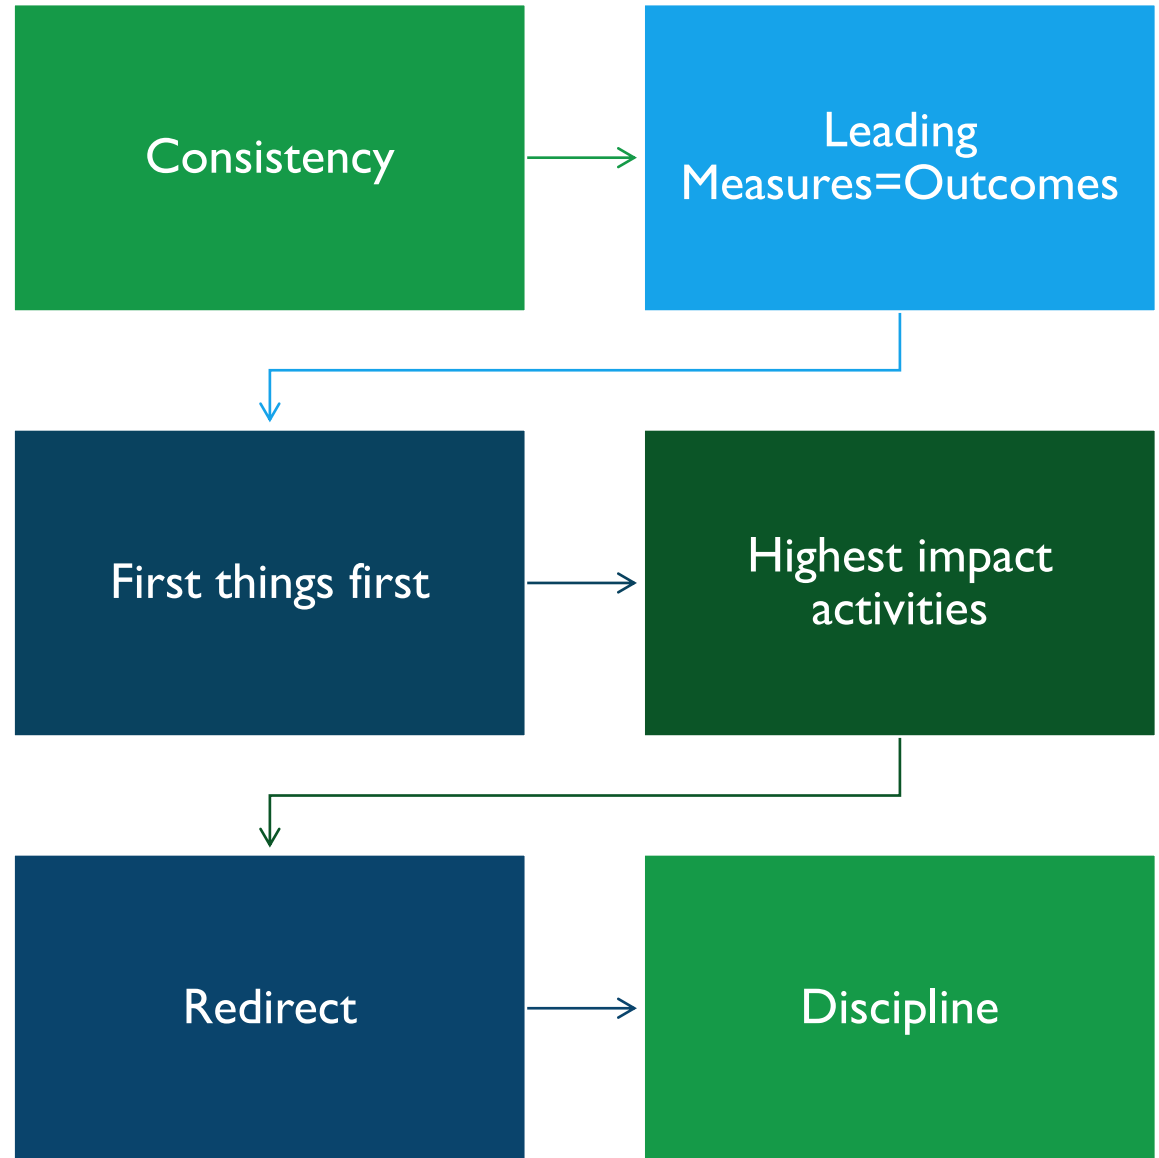 Consistency
Leading
Measures=Outcomes
First things first
Highest impact
activities
Redirect
Discipline